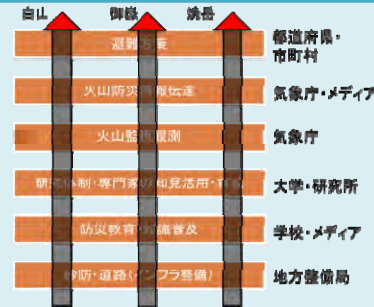 白山 御嶽 焼岳
避難方策 都道府県・
市町村
火山防災情報伝達 気象庁・メディア
火山監視観測 気象庁
研究体制・専門家の知見活用・育成 大学・研究所
防災教育・知識普及 学校・メディア
砂防・道路(インフラ整備) 地方整備局